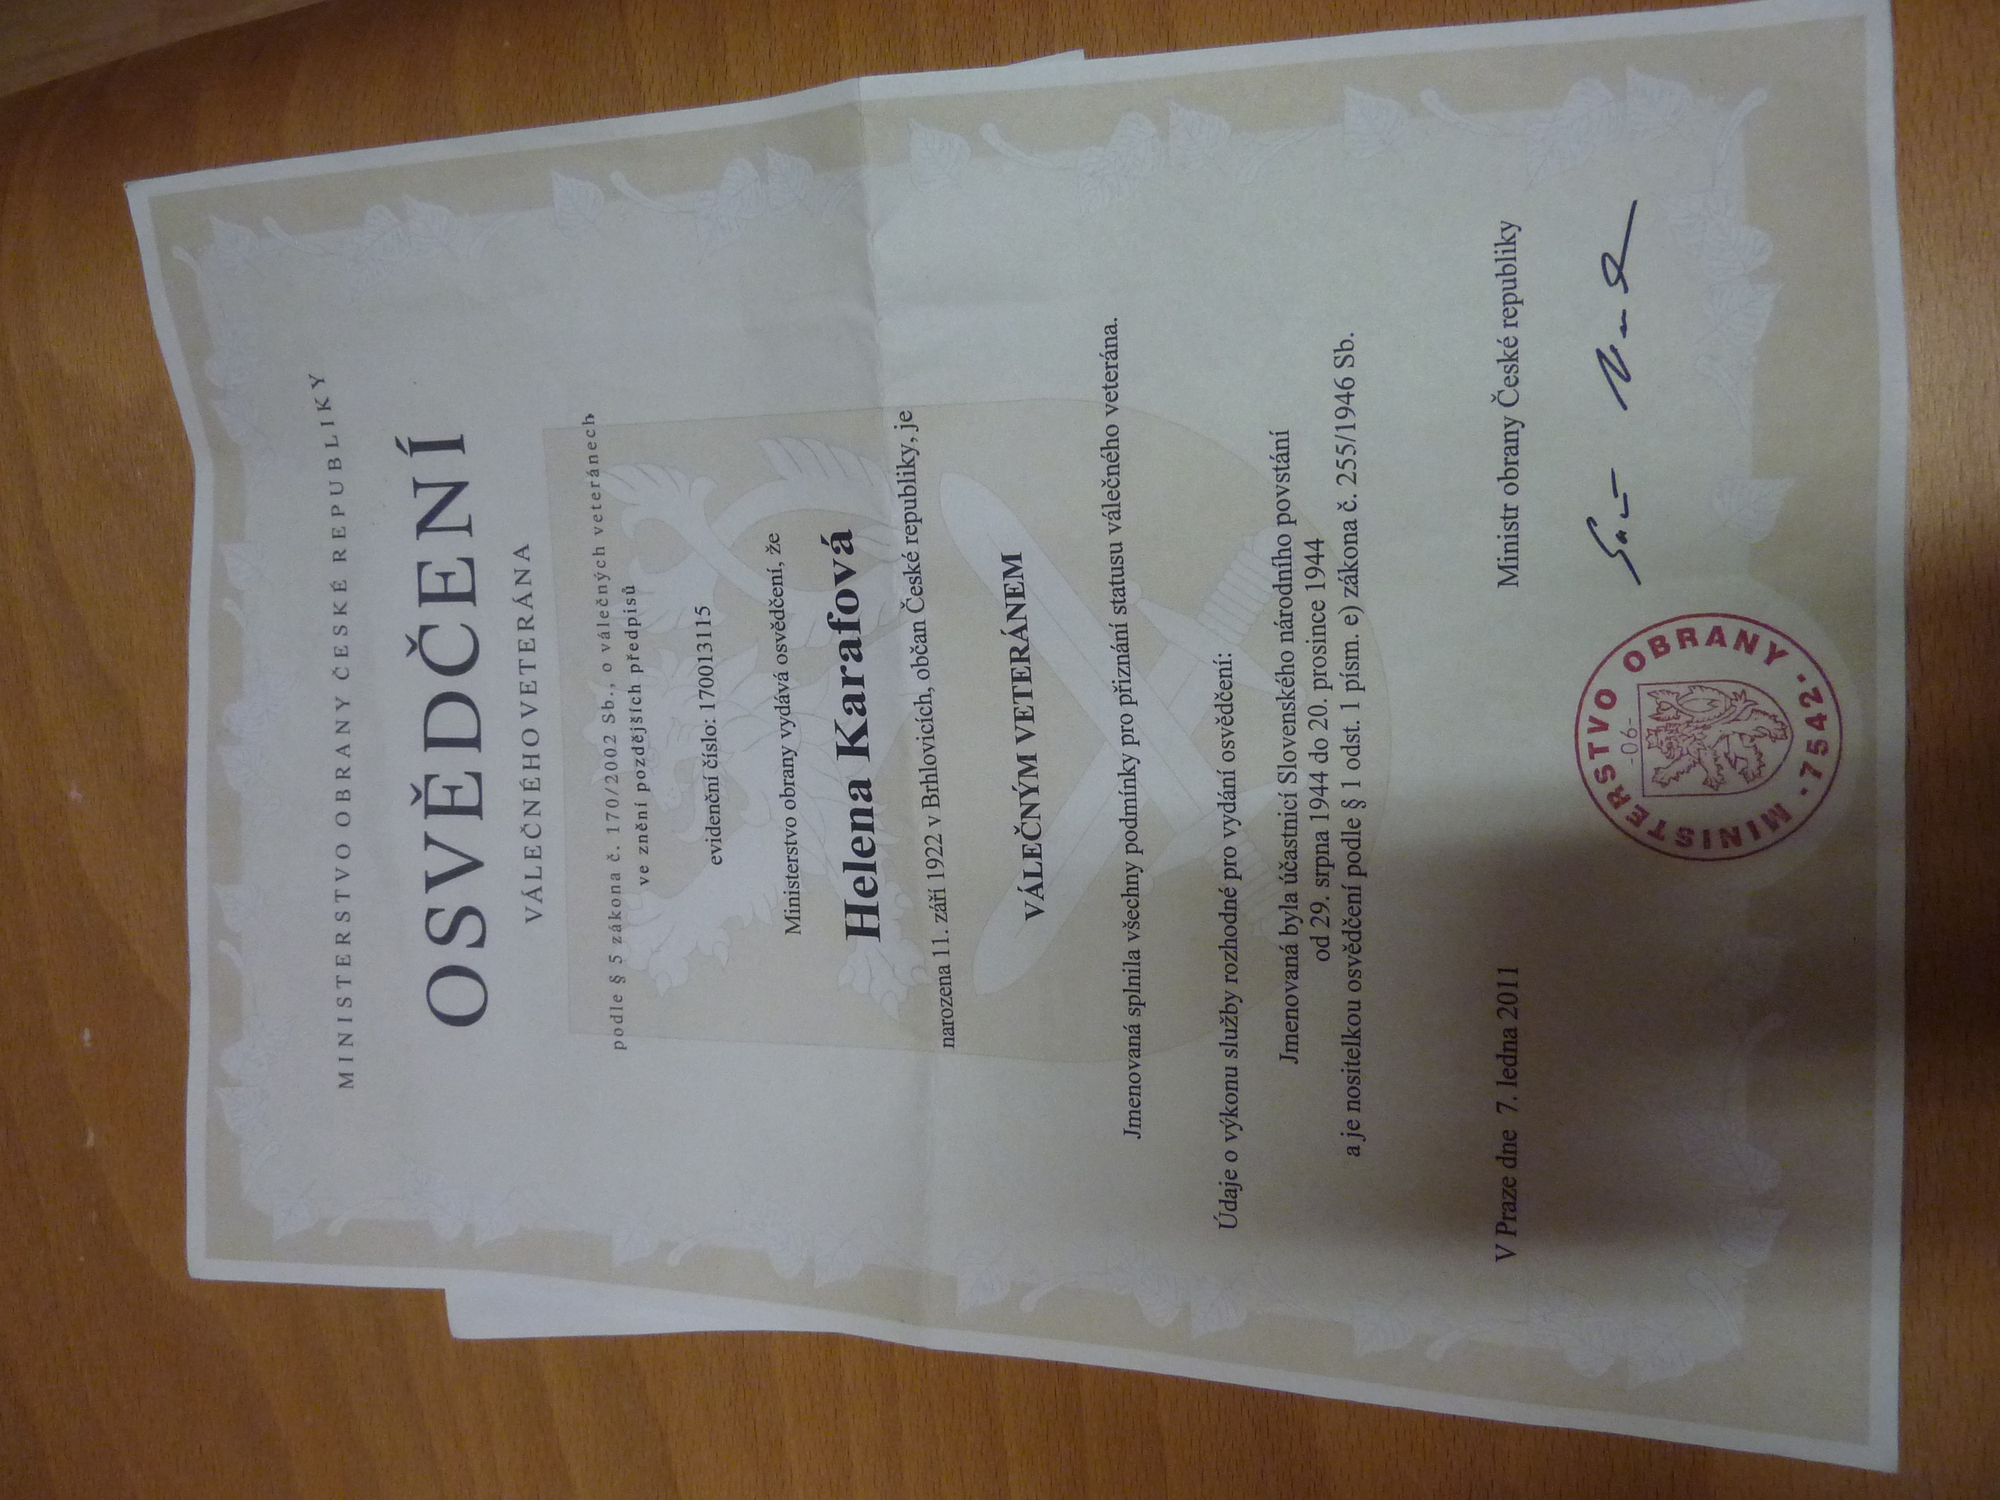 MINISTERSTVO OBRANY ČESKÉ REPUBLIKY
OSVĚDČENÍ
VÁLEČNÉHO VETERÁNA
podle § 5 zákona č. 170/2002 Sb., o válečných veteránech,
ve znění pozdějších předpisů
evidenční číslo: 170013115
Ministerstvo obrany vydává osvědčení, že
Helena Karafová
narozena 11. září 1922 v Brhlovicích, občan České republiky, je
VÁLEČNÝM VETERÁNEM
Jmenovaná splnila všechny podmínky pro přiznání statusu válečného veterána.
Údaje o výkonu služby rozhodné pro vydání osvědčení:
Jmenovaná byla účastnicí Slovenského národního povstání
od 29. srpna 1944 do 20. prosince 1944
a je nositelkou osvědčení podle § 1 odst. 1 písm. e) zákona č. 255/1946 Sb.
V Praze dne 7. ledna 2011
Ministr obrany České republiky
MINISTERSTVO OBRANY
-06-
·7542·